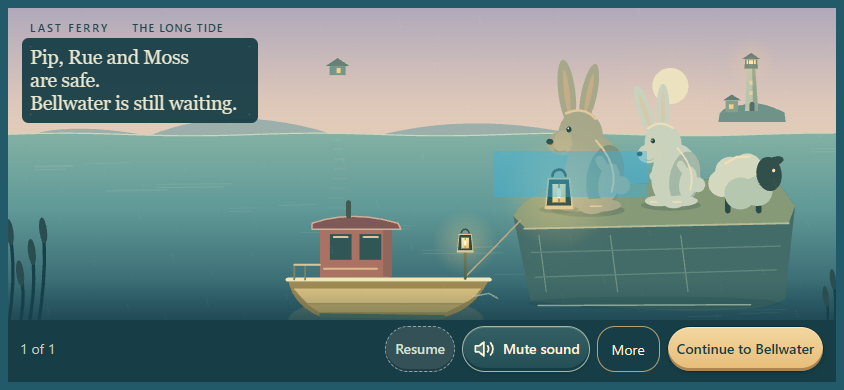 LAST FERRY THE LONG TIDE
Pip, Rue and Moss
are safe.
Bellwater is still waiting.
1 of 1
Resume
Mute sound
More
Continue to Bellwater